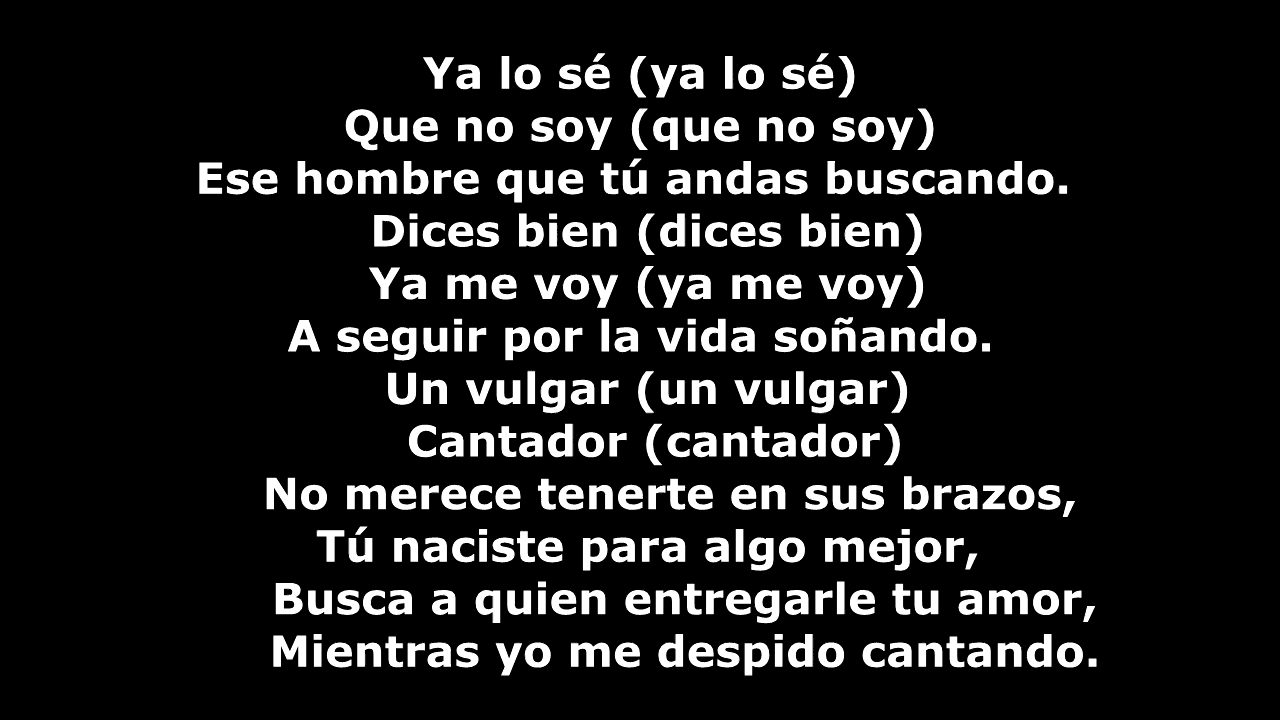 Ya lo sé (ya lo sé)
Que no soy (que no soy)
Ese hombre que tú andas buscando.
Dices bien (dices bien)
Ya me voy (ya me voy)
A seguir por la vida soñando.
Un vulgar (un vulgar)
Cantador (cantador)
No merece tenerte en sus brazos,
Tú naciste para algo mejor,
Busca a quien entregarle tu amor,
Mientras yo me despido cantando.